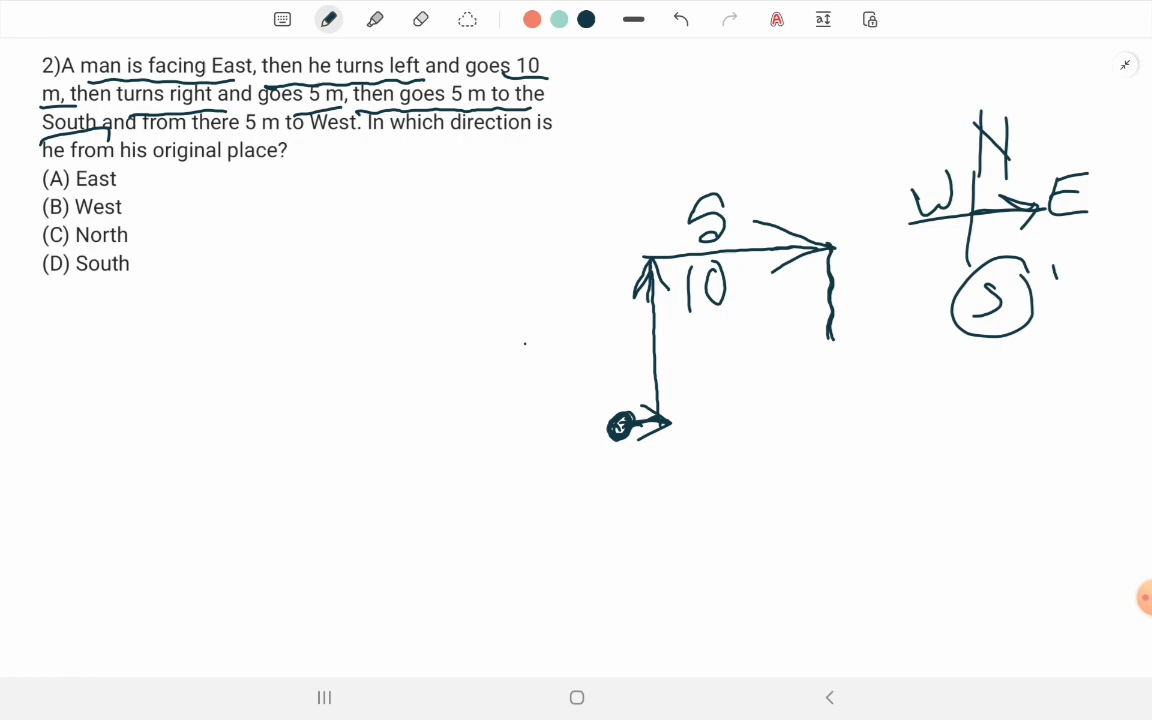 2)A man is facing East, then he turns left and goes 10
m, then turns right and goes 5 m, then goes 5 m to the
South and from there 5 m to West. In which direction is
he from his original place?
(A) East
(B) West
(C) North
(D) South
N
W E
S
5
10